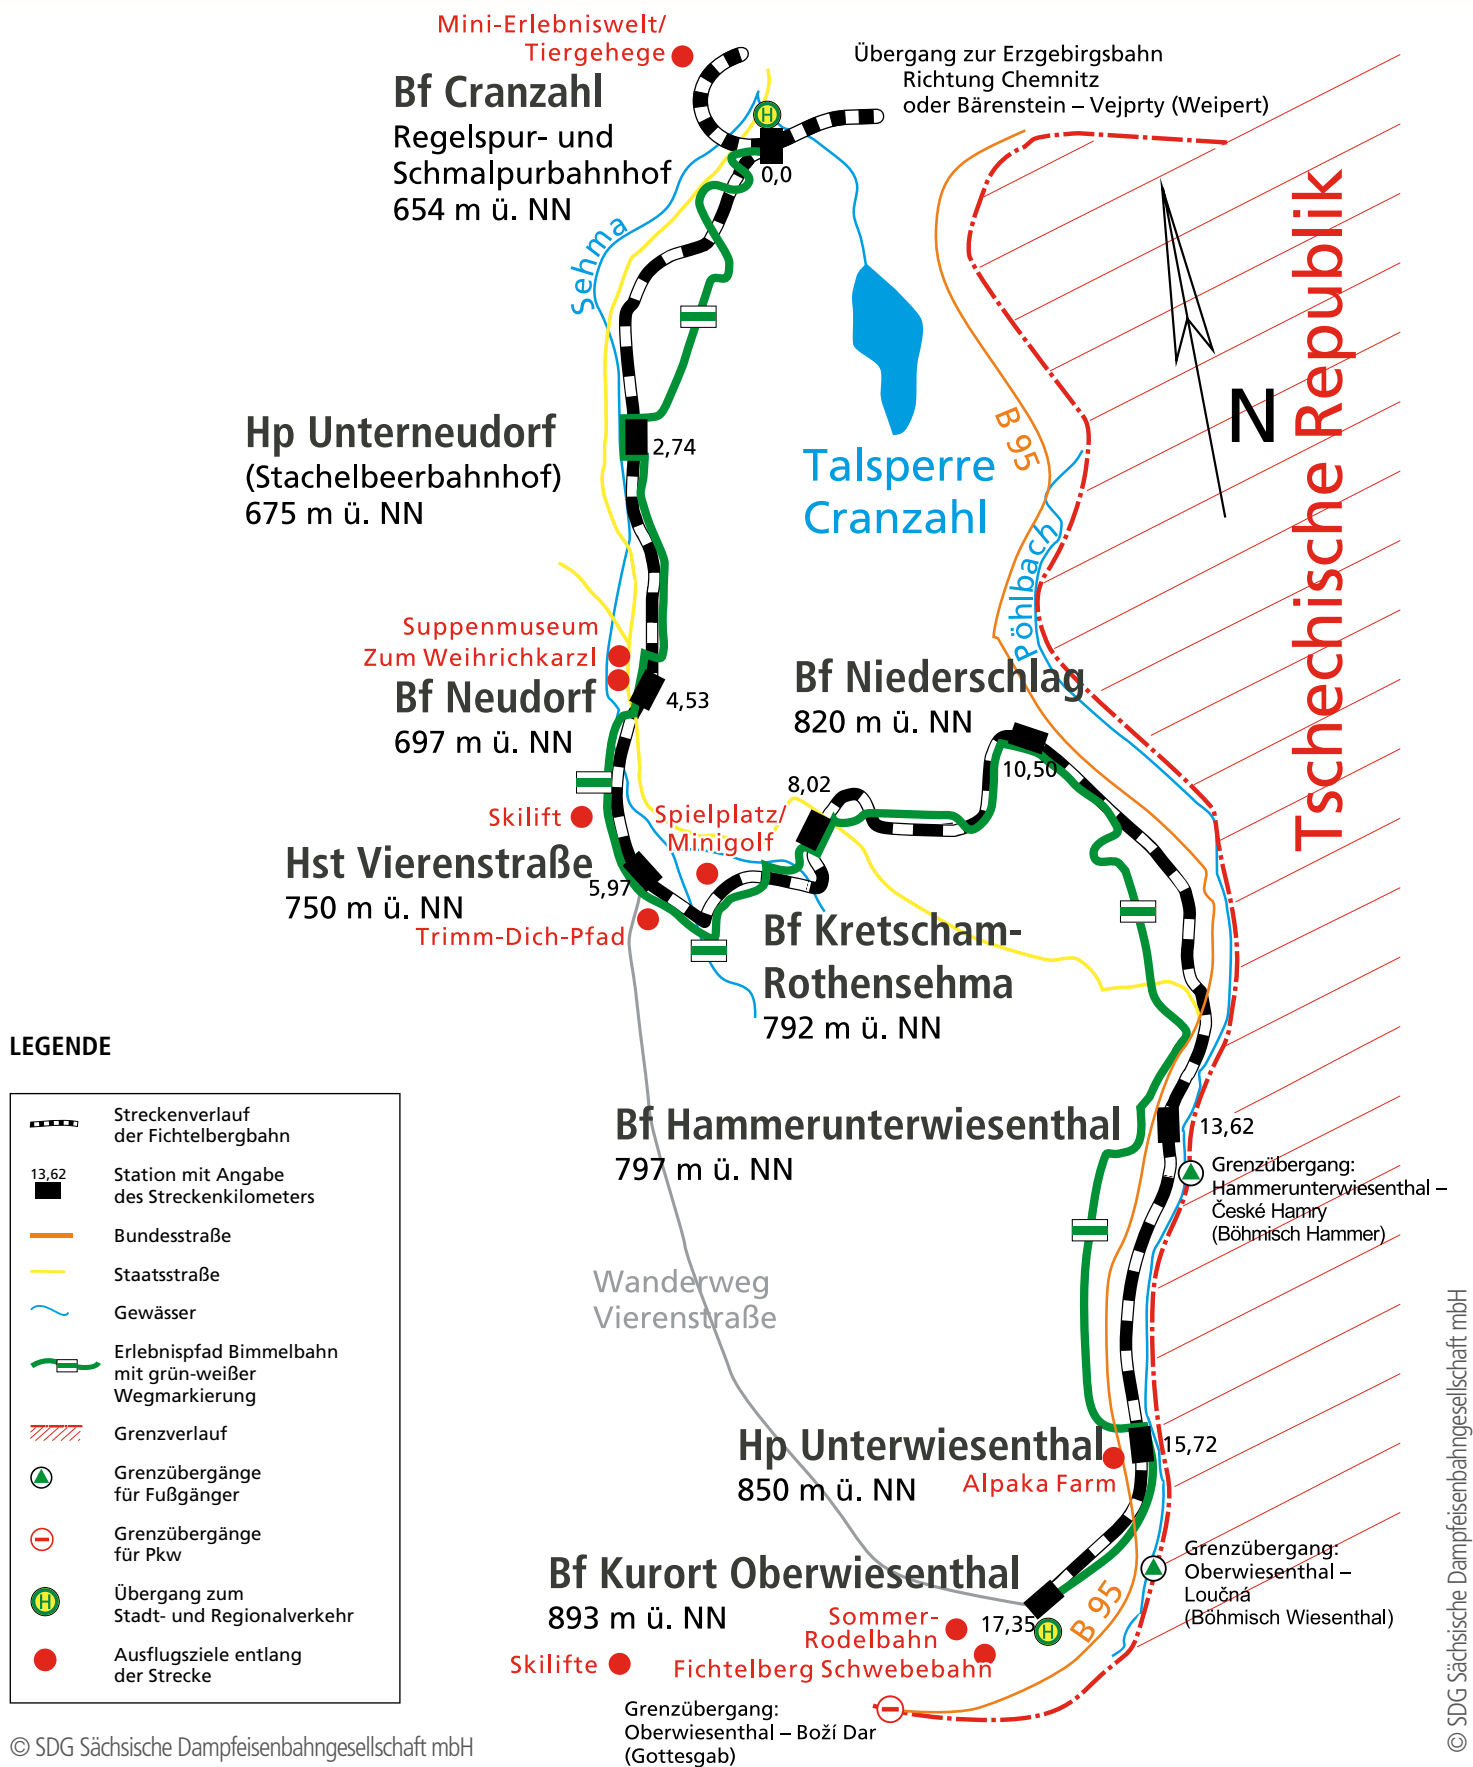 Mini-Erlebniswelt/
Tiergehege
Übergang zur Erzgebirgsbahn
Richtung Chemnitz
oder Bärenstein – Vejprty (Weipert)
Bf Cranzahl
Regelspur- und
Schmalpurbahnhof
654 m ü. NN
H
0,0
Sehma
Tschechische Republik
N
B 95
Hp Unterneudorf
(Stachelbeerbahnhof)
675 m ü. NN
2,74
Talsperre
Cranzahl
Pöhlbach
Suppenmuseum
Zum Weihrichkarzl
Bf Neudorf
697 m ü. NN
4,53
Bf Niederschlag
820 m ü. NN
10,50
8,02
Skilift
Spielplatz/
Minigolf
Hst Vierenstraße
750 m ü. NN
5,97
Trimm-Dich-Pfad
Bf Kretscham-
Rothensehma
792 m ü. NN
Bf Hammerunterwiesenthal
797 m ü. NN
13,62
Grenzübergang:
Hammerunterwiesenthal –
České Hamry
(Böhmisch Hammer)
Wanderweg
Vierenstraße
Hp Unterwiesenthal
850 m ü. NN
15,72
Alpaka Farm
Grenzübergang:
Oberwiesenthal –
Loučná
(Böhmisch Wiesenthal)
Bf Kurort Oberwiesenthal
893 m ü. NN
17,35
H
B 95
Sommer-
Rodelbahn
Skilifte
Fichtelberg Schwebebahn
Grenzübergang:
Oberwiesenthal – Boží Dar
(Gottesgab)
LEGENDE
Streckenverlauf
der Fichtelbergbahn
13,62
Station mit Angabe
des Streckenkilometers
Bundesstraße
Staatsstraße
Gewässer
Erlebnispfad Bimmelbahn
mit grün-weißer
Wegmarkierung
Grenzverlauf
Grenzübergänge
für Fußgänger
Grenzübergänge
für Pkw
H
Übergang zum
Stadt- und Regionalverkehr
Ausflugsziele entlang
der Strecke
© SDG Sächsische Dampfeisenbahngesellschaft mbH
© SDG Sächsische Dampfeisenbahngesellschaft mbH